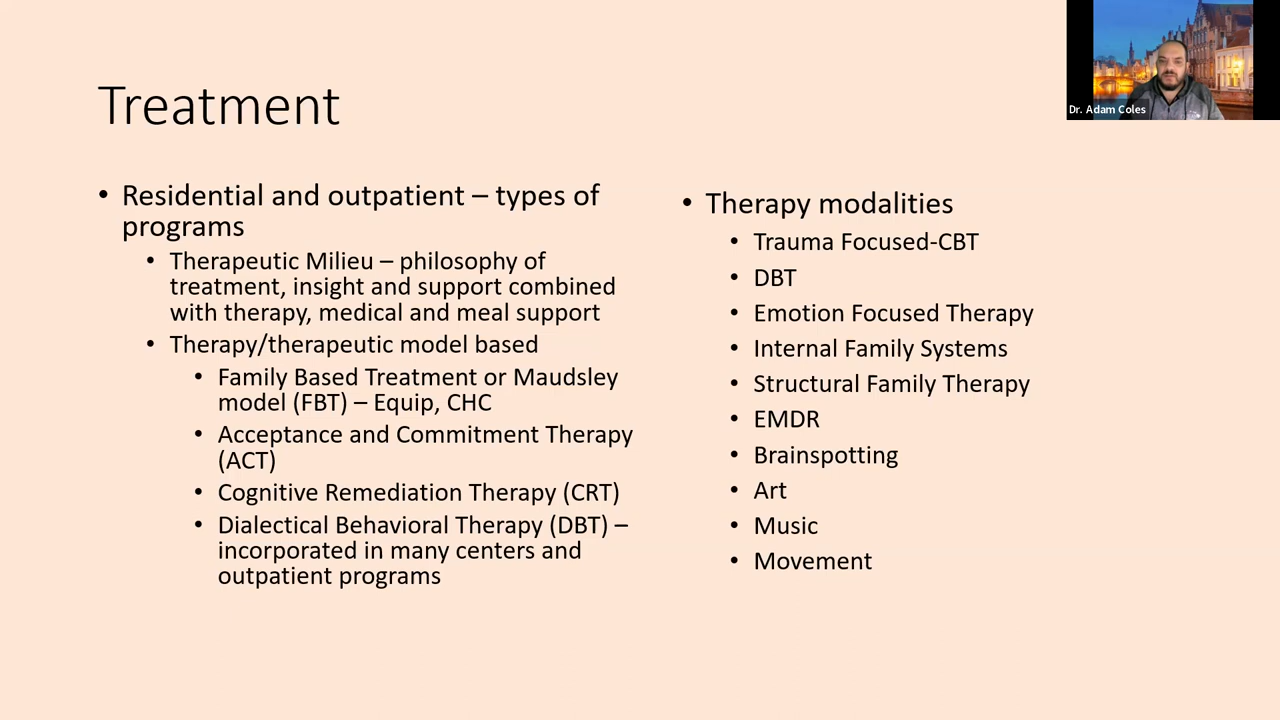 Treatment
• Residential and outpatient – types of
programs
• Therapeutic Milieu – philosophy of
treatment, insight and support combined
with therapy, medical and meal support
• Therapy/therapeutic model based
• Family Based Treatment or Maudsley
model (FBT) – Equip, CHC
• Acceptance and Commitment Therapy
(ACT)
• Cognitive Remediation Therapy (CRT)
• Dialectical Behavioral Therapy (DBT) –
incorporated in many centers and
outpatient programs
• Therapy modalities
• Trauma Focused-CBT
• DBT
• Emotion Focused Therapy
• Internal Family Systems
• Structural Family Therapy
• EMDR
• Brainspotting
• Art
• Music
• Movement
Dr. Adam Coles